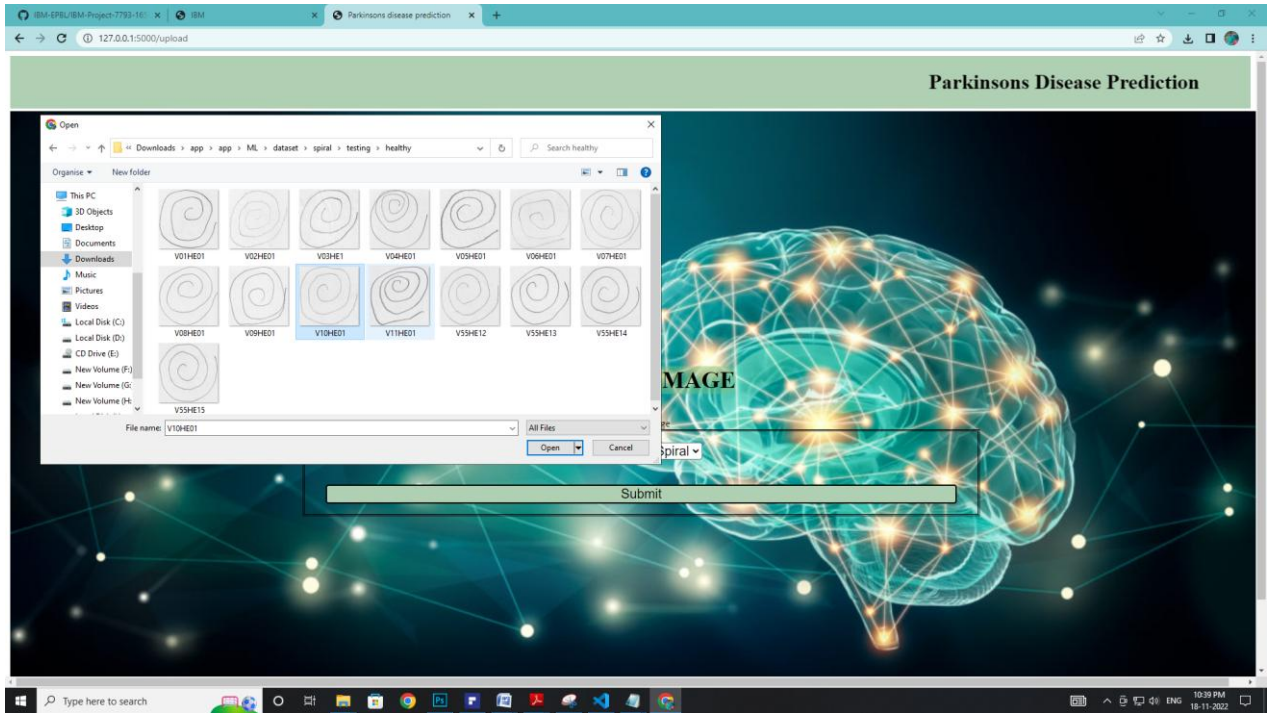 IBM-EPBL/IBM-Project-7793-165
IBM
Parkinsons disease prediction
127.0.0.1:5000/upload
Parkinsons Disease Prediction
Open
Downloads › app › app › ML › dataset › spiral › testing › healthy
Search healthy
Organise
New folder
This PC
3D Objects
Desktop
Documents
Downloads
Music
Pictures
Videos
Local Disk (C:)
Local Disk (D:)
CD Drive (E:)
New Volume (F:)
New Volume (G:
New Volume (H:
V01HE01 V02HE01 V03HE1 V04HE01 V05HE01 V06HE01 V07HE01
V08HE01 V09HE01 V10HE01 V11HE01 V55HE12 V55HE13 V55HE14
V55HE15
MAGE
File name: V10HE01
All Files
Open
Cancel
Spiral
Submit
Type here to search
Ps
ENG
10:39 PM
18-11-2022